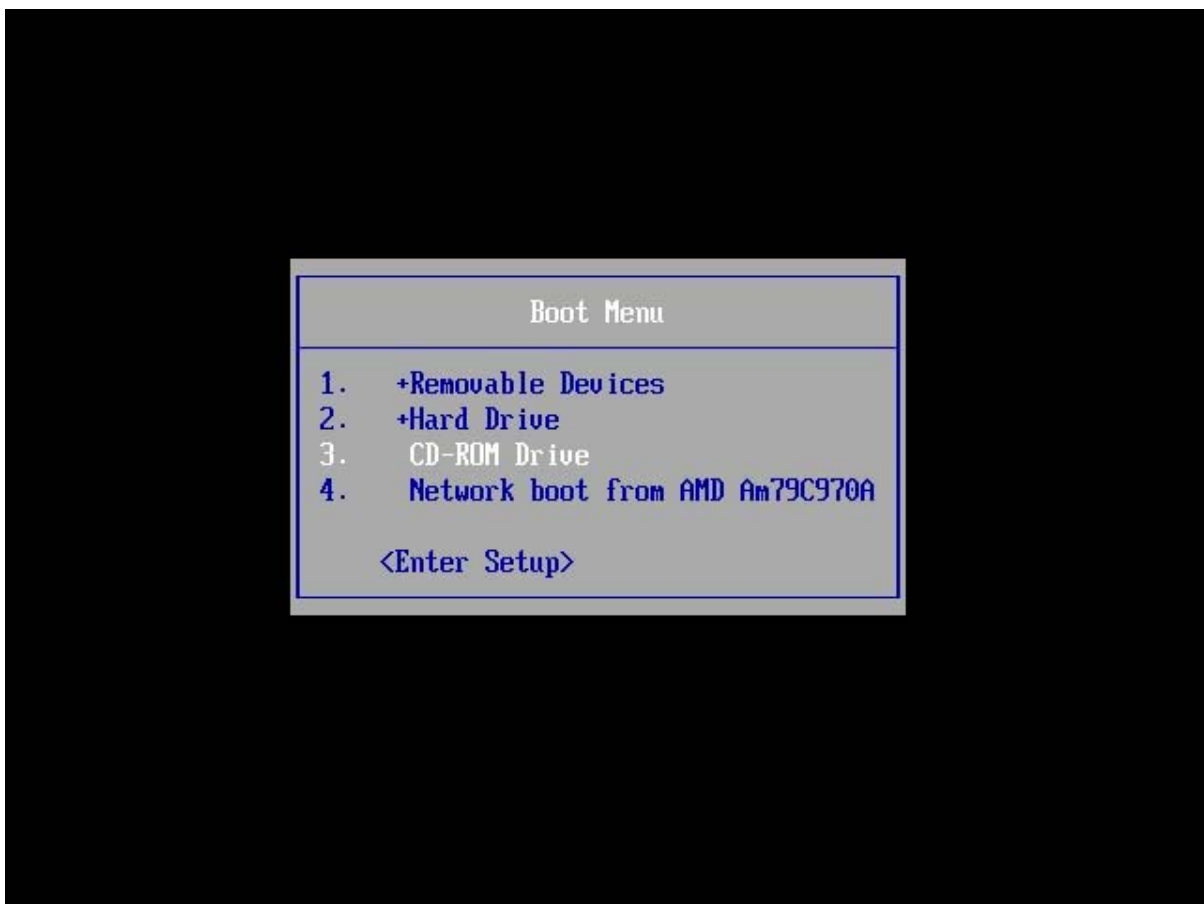 Boot Menu
1. +Removable Devices
2. +Hard Drive
3. CD-ROM Drive
4. Network boot from AMD Am79C970A
<Enter Setup>